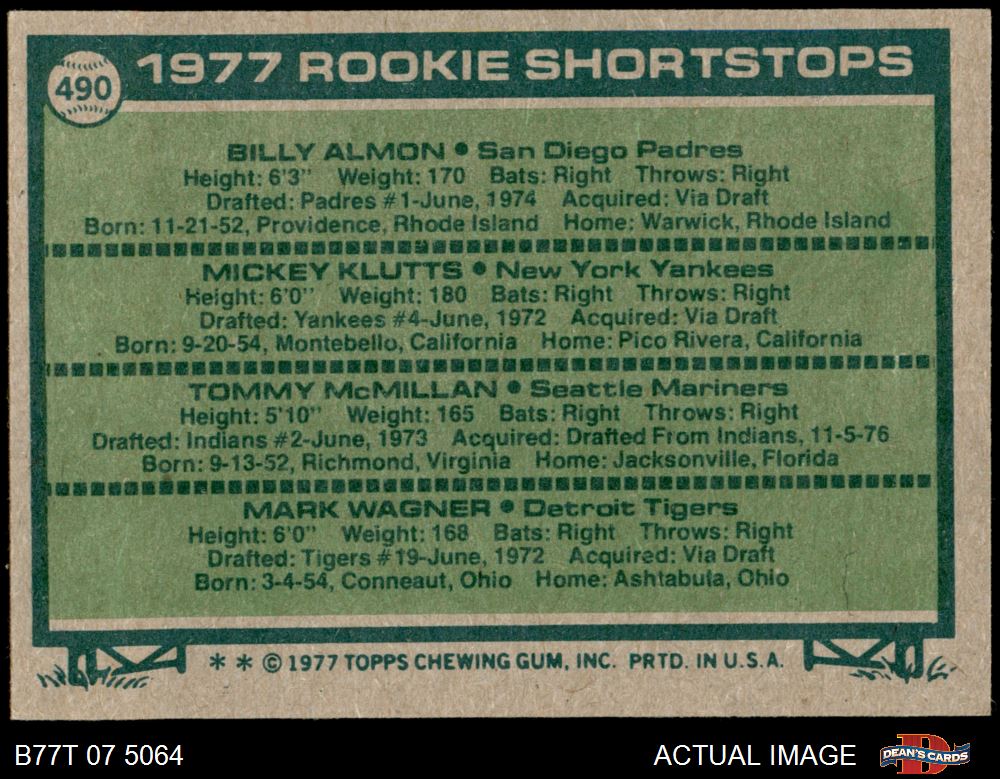 490
1977 ROOKIE SHORTSTOPS
BILLY ALMON • San Diego Padres
Height: 6'3" Weight: 170 Bats: Right Throws: Right
Drafted: Padres #1-June, 1974 Acquired: Via Draft
Born: 11-21-52, Providence, Rhode Island Home: Warwick, Rhode Island
MICKEY KLUTTS • New York Yankees
Height: 6'0" Weight: 180 Bats: Right Throws: Right
Drafted: Yankees #4-June, 1972 Acquired: Via Draft
Born: 9-20-54, Montebello, California Home: Pico Rivera, California
TOMMY McMILLAN • Seattle Mariners
Height: 5'10" Weight: 165 Bats: Right Throws: Right
Drafted: Indians #2-June, 1973 Acquired: Drafted From Indians, 11-5-76
Born: 9-13-52, Richmond, Virginia Home: Jacksonville, Florida
MARK WAGNER • Detroit Tigers
Height: 6'0" Weight: 168 Bats: Right Throws: Right
Drafted: Tigers #19-June, 1972 Acquired: Via Draft
Born: 3-4-54, Conneaut, Ohio Home: Ashtabula, Ohio
* * © 1977 TOPPS CHEWING GUM, INC. PRTD. IN U.S.A.
B77T 07 5064 ACTUAL IMAGE DEAN'S CARDS